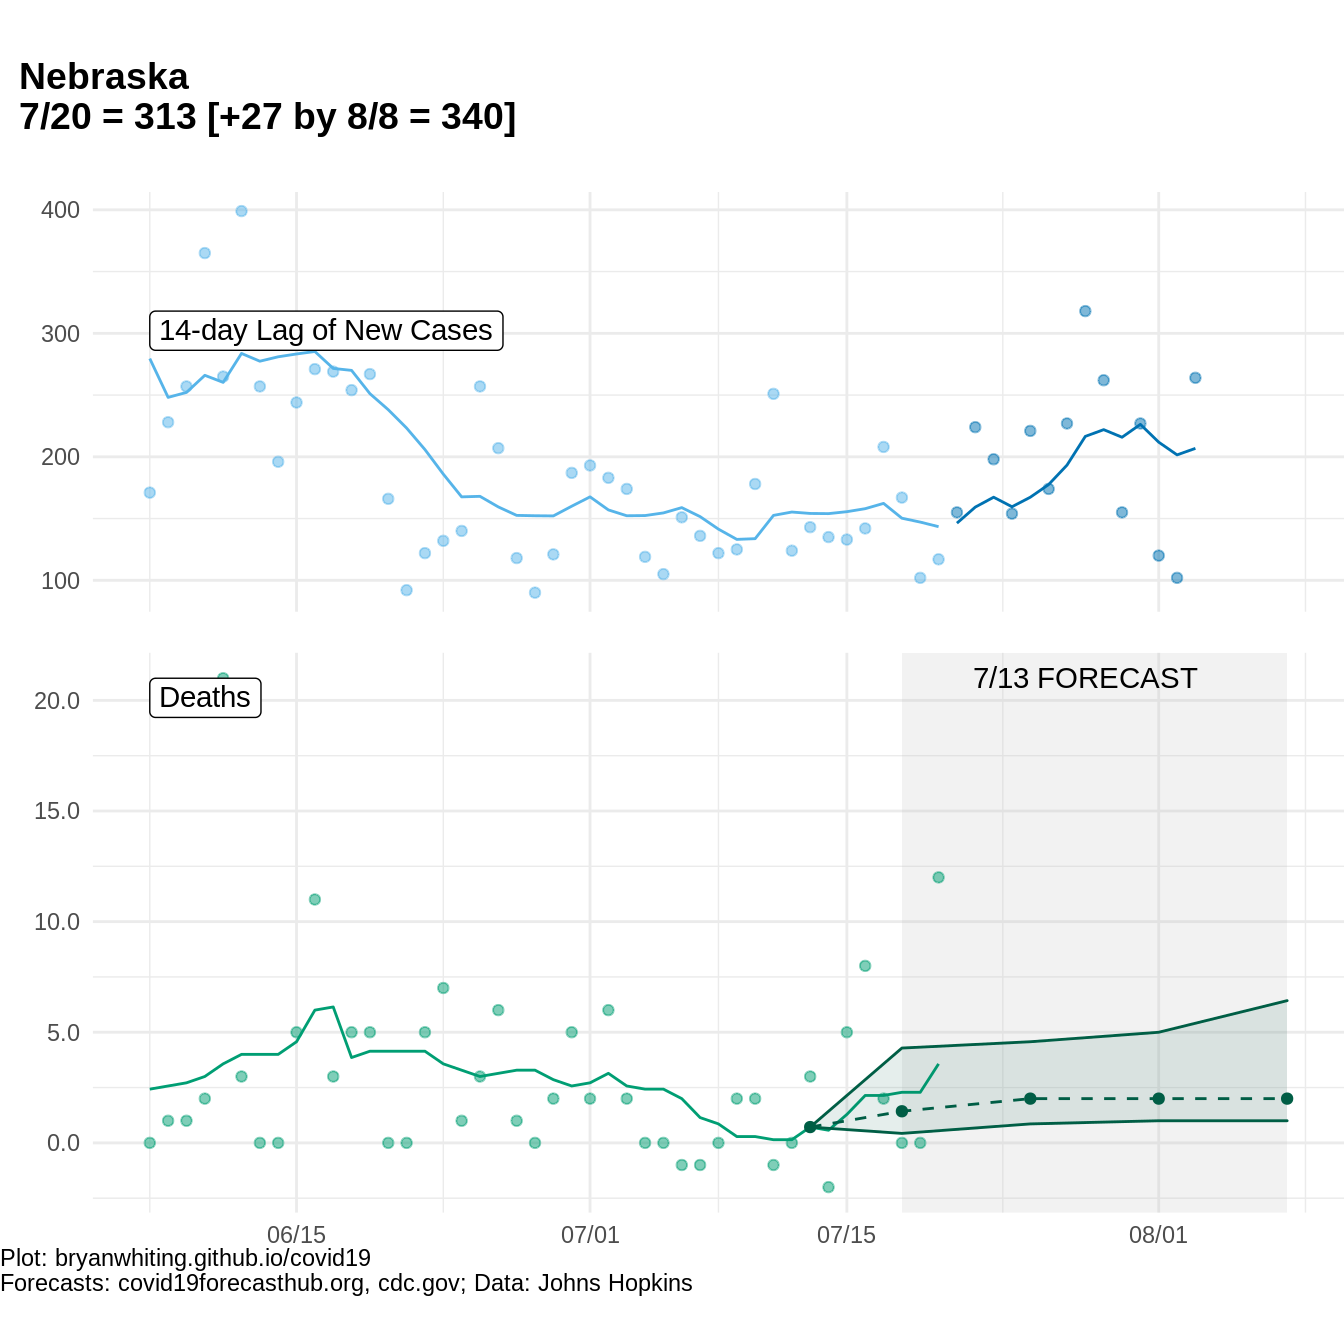 Nebraska
7/20 = 313 [+27 by 8/8 = 340]
400
300
200
100
14-day Lag of New Cases
20.0
15.0
10.0
5.0
0.0
Deaths
7/13 FORECAST
06/15 07/01 07/15 08/01
Plot: bryanwhiting.github.io/covid19
Forecasts: covid19forecasthub.org, cdc.gov; Data: Johns Hopkins